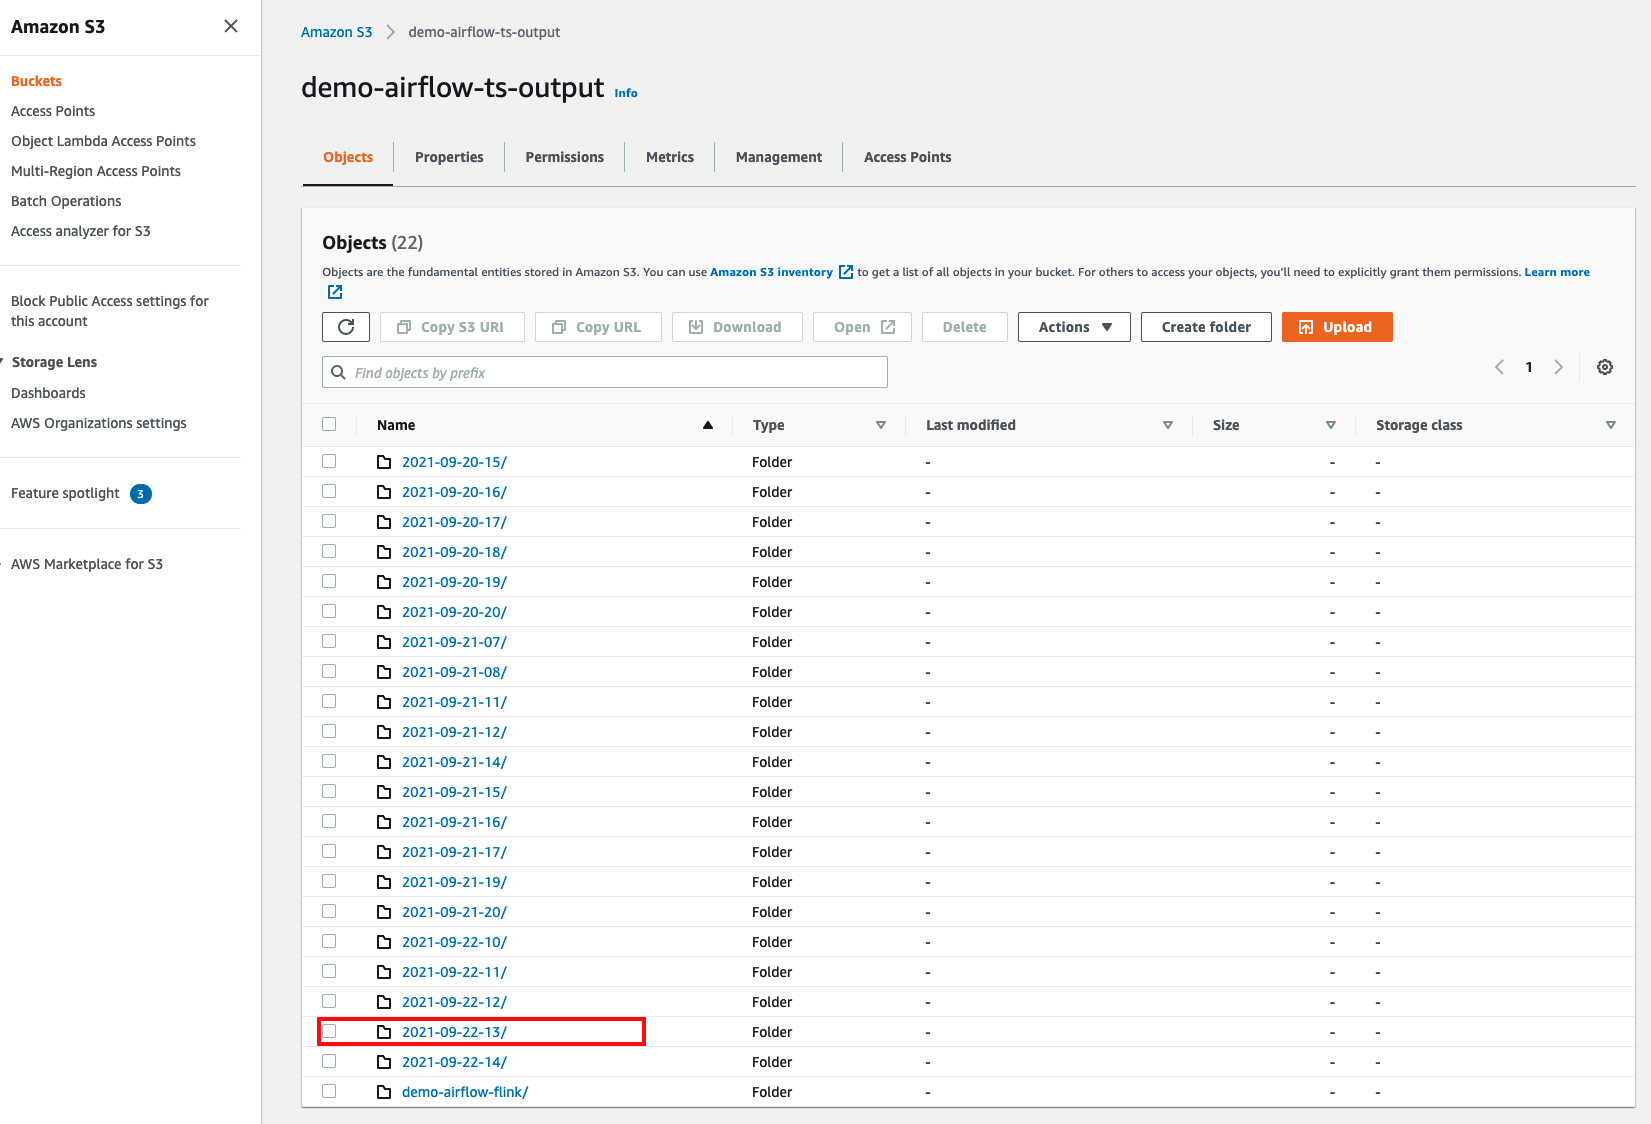 Amazon S3
Buckets
Access Points
Object Lambda Access Points
Multi-Region Access Points
Batch Operations
Access analyzer for S3
Block Public Access settings for
this account
Storage Lens
Dashboards
AWS Organizations settings
Feature spotlight 3
AWS Marketplace for S3
Amazon S3 demo-airflow-ts-output
demo-airflow-ts-output Info
Objects Properties Permissions Metrics Management Access Points
Objects (22)
Objects are the fundamental entities stored in Amazon S3. You can use Amazon S3 inventory to get a list of all objects in your bucket. For others to access your objects, you'll need to explicitly grant them permissions. Learn more
Copy S3 URI Copy URL Download Open Delete Actions Create folder Upload
Find objects by prefix 1
Name Type Last modified Size Storage class
2021-09-20-15/ Folder - - -
2021-09-20-16/ Folder - - -
2021-09-20-17/ Folder - - -
2021-09-20-18/ Folder - - -
2021-09-20-19/ Folder - - -
2021-09-20-20/ Folder - - -
2021-09-21-07/ Folder - - -
2021-09-21-08/ Folder - - -
2021-09-21-11/ Folder - - -
2021-09-21-12/ Folder - - -
2021-09-21-14/ Folder - - -
2021-09-21-15/ Folder - - -
2021-09-21-16/ Folder - - -
2021-09-21-17/ Folder - - -
2021-09-21-19/ Folder - - -
2021-09-21-20/ Folder - - -
2021-09-22-10/ Folder - - -
2021-09-22-11/ Folder - - -
2021-09-22-12/ Folder - - -
2021-09-22-13/ Folder - - -
2021-09-22-14/ Folder - - -
demo-airflow-flink/ Folder - - -